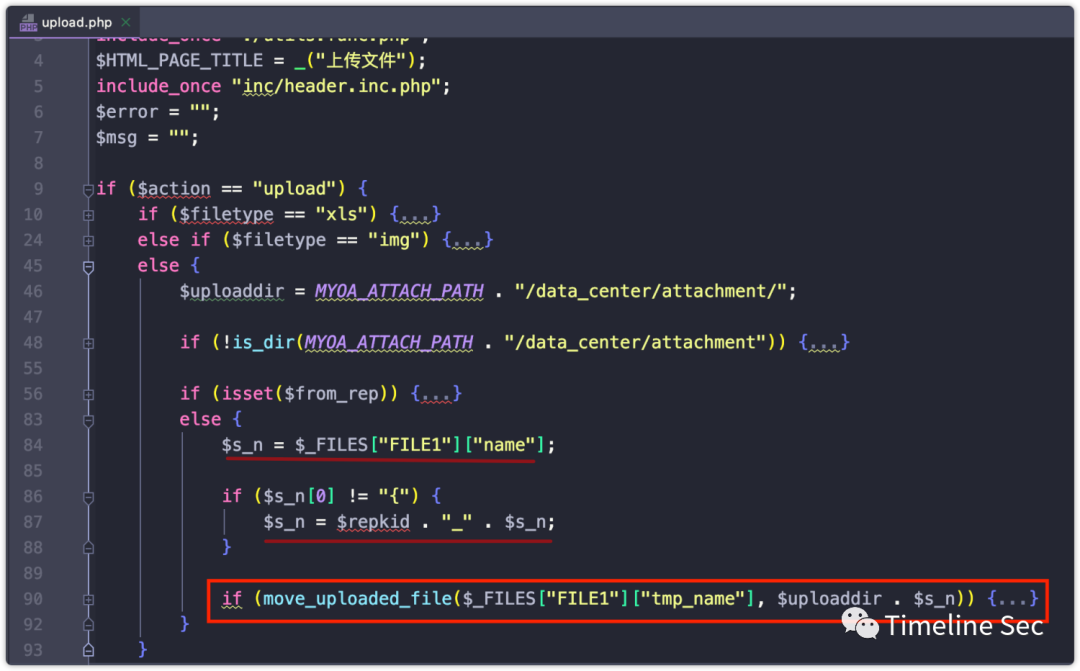 upload.php
4 $HTML_PAGE_TITLE = _("上传文件");
5 include_once "inc/header.inc.php";
6 $error = "";
7 $msg = "";
8
9 if ($action == "upload") {
10 if ($filetype == "xls") {...}
24 else if ($filetype == "img") {...}
45 else {
46 $uploaddir = MYOA_ATTACH_PATH . "/data_center/attachment/";
47
48 if (!is_dir(MYOA_ATTACH_PATH . "/data_center/attachment")) {...}
55
56 if (isset($from_rep)) {...}
83 else {
84 $s_n = $_FILES["FILE1"]["name"];
85
86 if ($s_n[0] != "{") {
87 $s_n = $repkid . "_" . $s_n;
88 }
89
90 if (move_uploaded_file($_FILES["FILE1"]["tmp_name"], $uploaddir . $s_n)) {...}
92 }
93 }
Timeline Sec